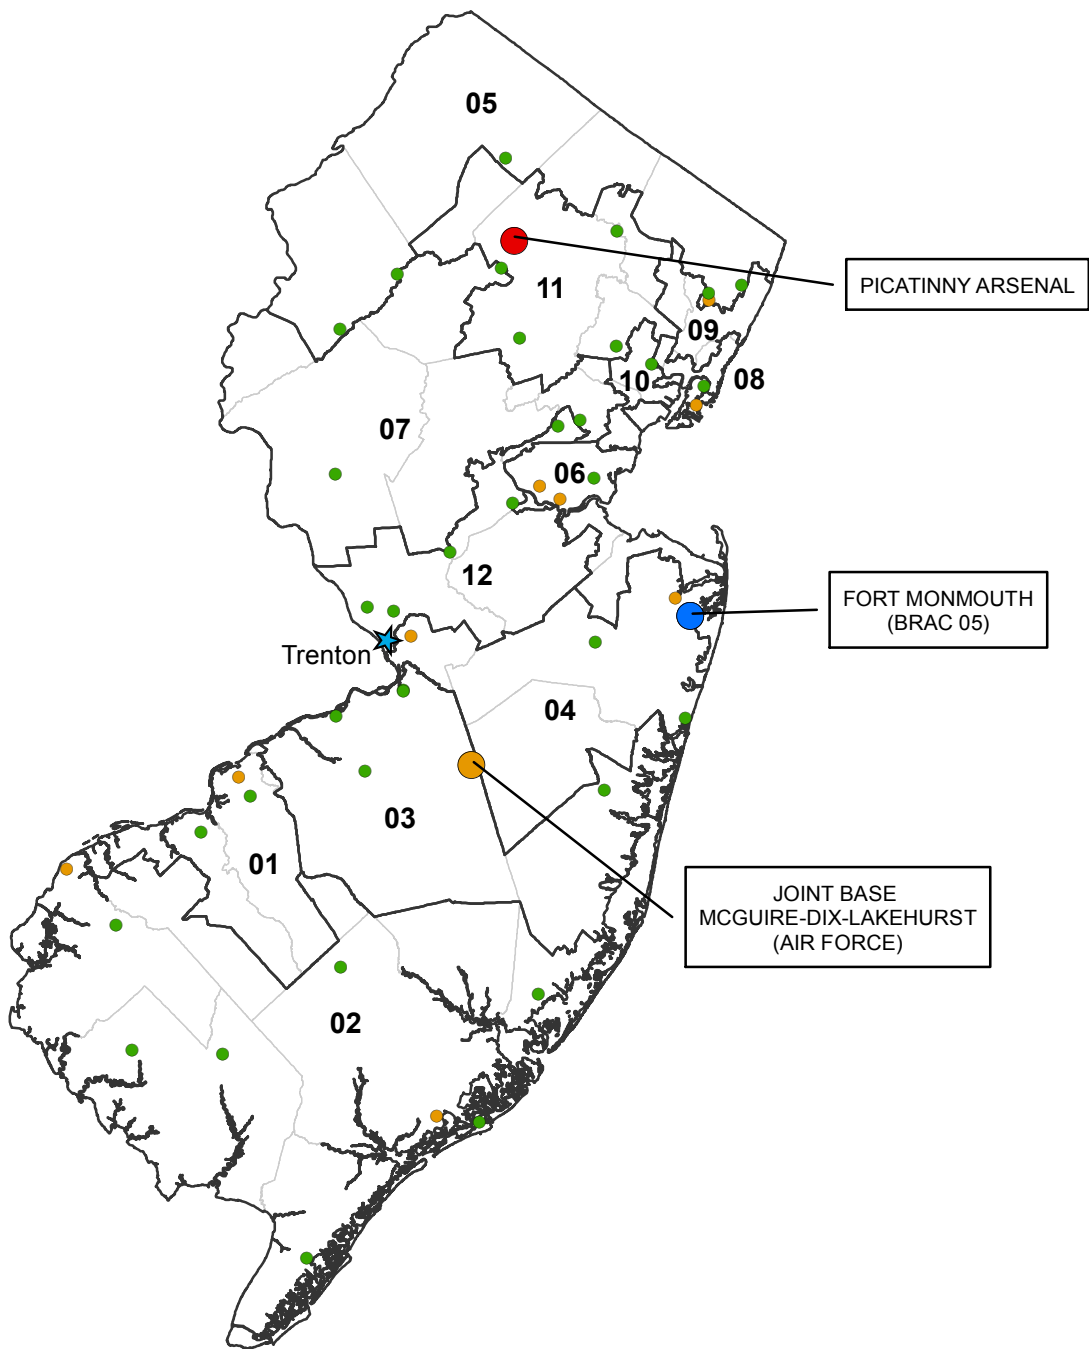 05
PICATINNY ARSENAL
11
09
10
08
07
06
12
FORT MONMOUTH
(BRAC 05)
Trenton
04
03
01
JOINT BASE
MCGUIRE-DIX-LAKEHURST
(AIR FORCE)
02